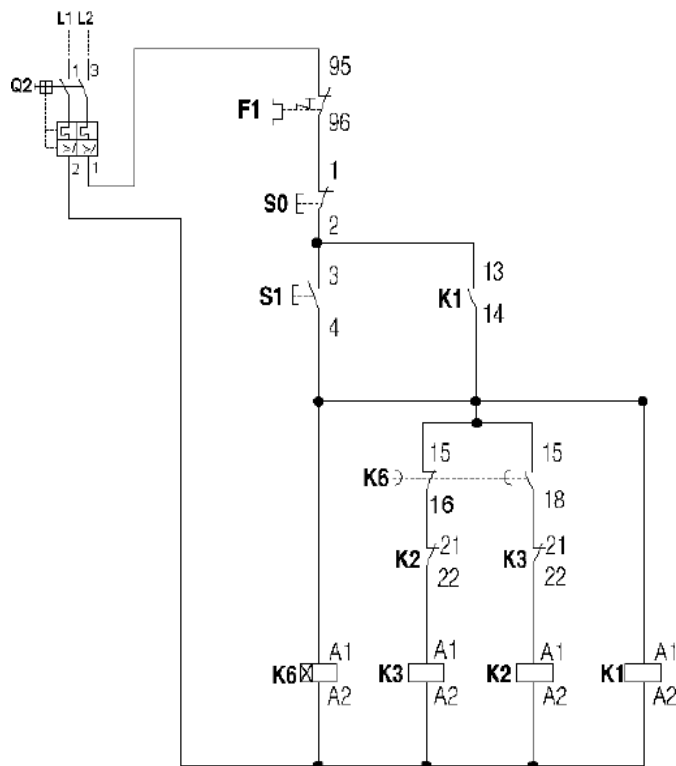 L1 L2
1 3
Q2
2 1
95
F1
96
1
S0
2
3
S1
4
13
K1
14
15 15
K6
16 18
K2 21 K3 21
22 22
A1 A1 A1 A1
K6 K3 K2 K1
A2 A2 A2 A2